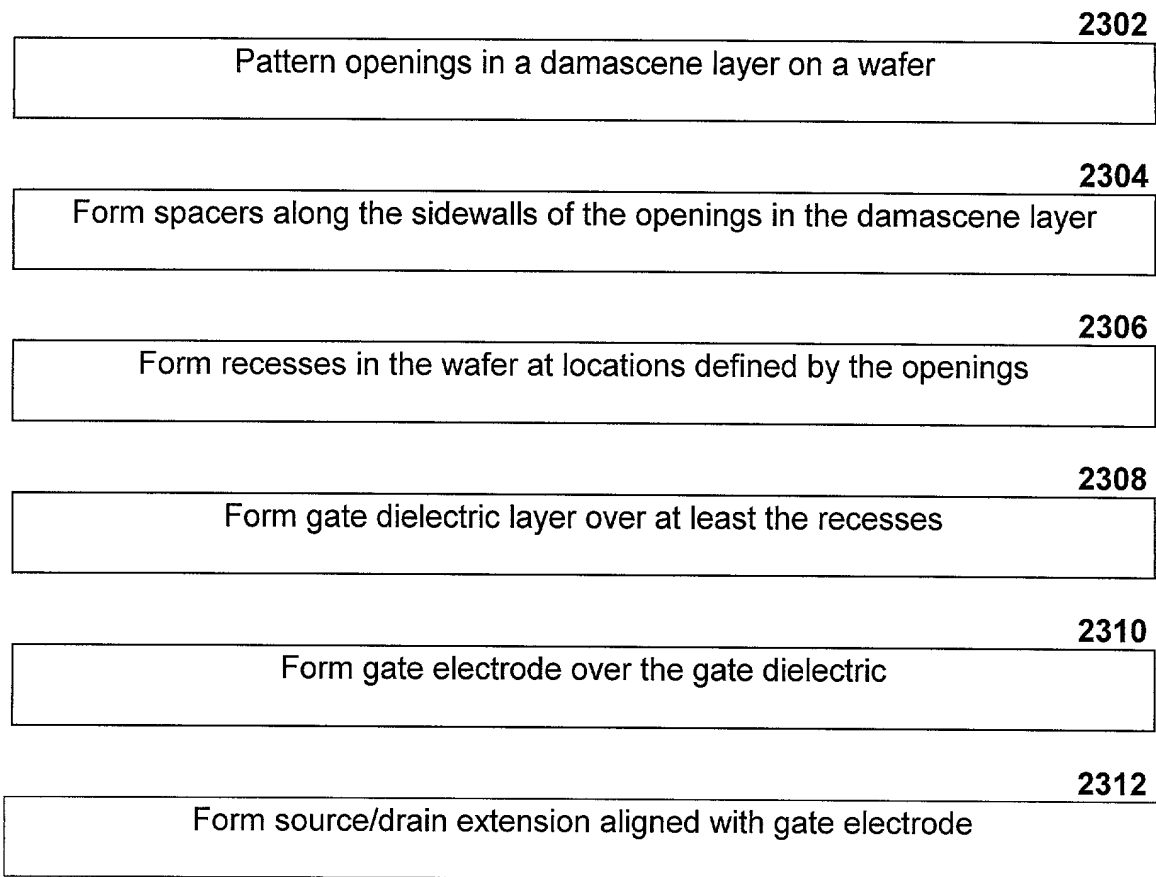 2302
Pattern openings in a damascene layer on a wafer
2304
Form spacers along the sidewalls of the openings in the damascene layer
2306
Form recesses in the wafer at locations defined by the openings
2308
Form gate dielectric layer over at least the recesses
2310
Form gate electrode over the gate dielectric
2312
Form source/drain extension aligned with gate electrode